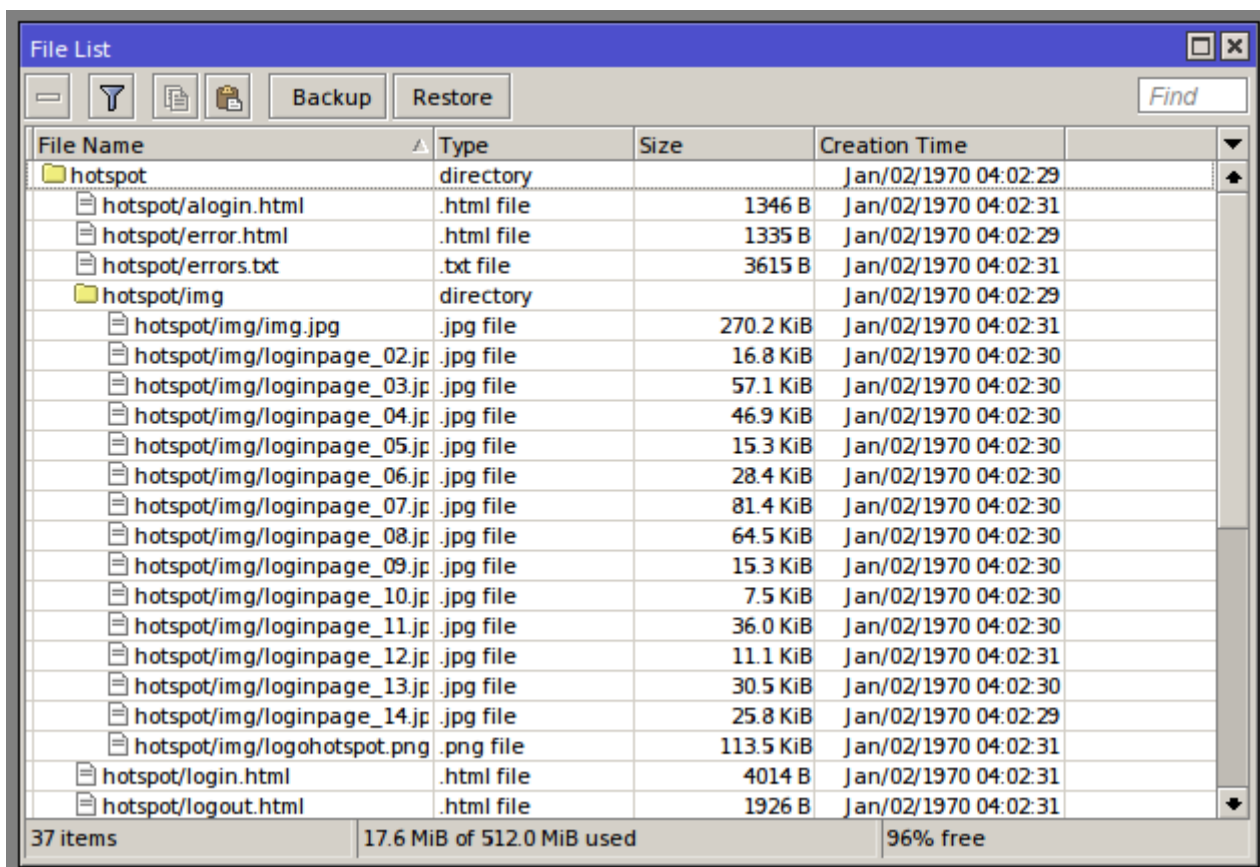 File List
Backup Restore Find
File Name Type Size Creation Time
hotspot directory Jan/02/1970 04:02:29
hotspot/alogin.html .html file 1346 B Jan/02/1970 04:02:31
hotspot/error.html .html file 1335 B Jan/02/1970 04:02:29
hotspot/errors.txt .txt file 3615 B Jan/02/1970 04:02:31
hotspot/img directory Jan/02/1970 04:02:29
hotspot/img/img.jpg .jpg file 270.2 KiB Jan/02/1970 04:02:31
hotspot/img/loginpage_02.jp .jpg file 16.8 KiB Jan/02/1970 04:02:30
hotspot/img/loginpage_03.jp .jpg file 57.1 KiB Jan/02/1970 04:02:30
hotspot/img/loginpage_04.jp .jpg file 46.9 KiB Jan/02/1970 04:02:30
hotspot/img/loginpage_05.jp .jpg file 15.3 KiB Jan/02/1970 04:02:30
hotspot/img/loginpage_06.jp .jpg file 28.4 KiB Jan/02/1970 04:02:30
hotspot/img/loginpage_07.jp .jpg file 81.4 KiB Jan/02/1970 04:02:30
hotspot/img/loginpage_08.jp .jpg file 64.5 KiB Jan/02/1970 04:02:30
hotspot/img/loginpage_09.jp .jpg file 15.3 KiB Jan/02/1970 04:02:30
hotspot/img/loginpage_10.jp .jpg file 7.5 KiB Jan/02/1970 04:02:30
hotspot/img/loginpage_11.jp .jpg file 36.0 KiB Jan/02/1970 04:02:30
hotspot/img/loginpage_12.jp .jpg file 11.1 KiB Jan/02/1970 04:02:31
hotspot/img/loginpage_13.jp .jpg file 30.5 KiB Jan/02/1970 04:02:30
hotspot/img/loginpage_14.jp .jpg file 25.8 KiB Jan/02/1970 04:02:29
hotspot/img/logohotspot.png .png file 113.5 KiB Jan/02/1970 04:02:31
hotspot/login.html .html file 4014 B Jan/02/1970 04:02:31
hotspot/logout.html .html file 1926 B Jan/02/1970 04:02:31
37 items 17.6 MiB of 512.0 MiB used 96% free